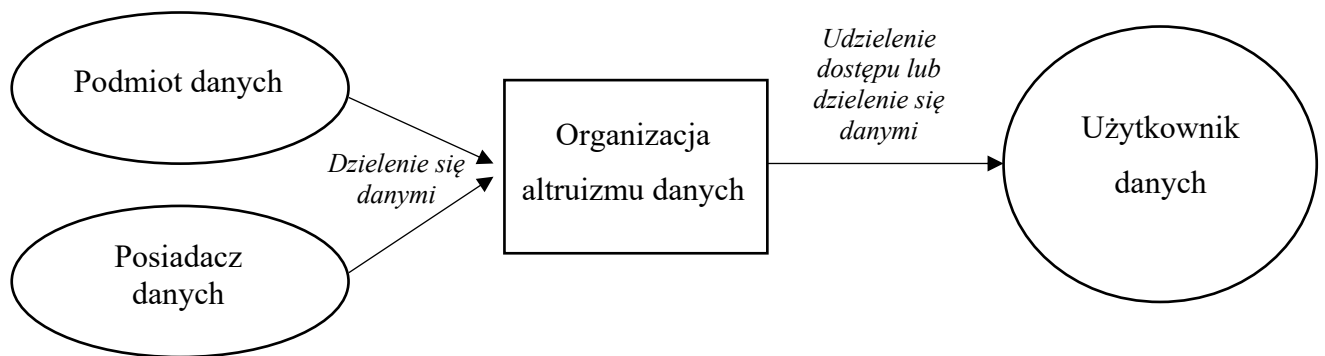 Podmiot danych
Posiadacz
danych
Dzielenie się
danymi
Organizacja
altruizmu danych
Udzielenie
dostępu lub
dzielenie się
danymi
Użytkownik
danych